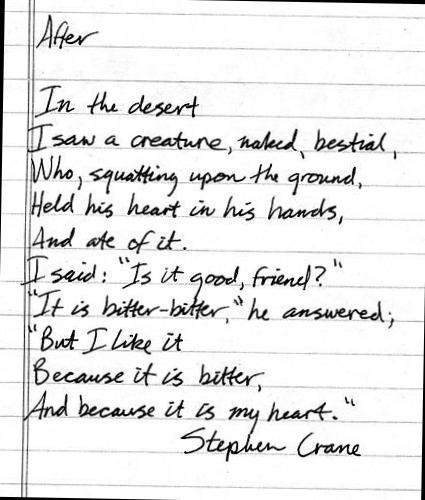 After
In the desert
I saw a creature, naked, bestial,
Who, squatting upon the ground,
Held his heart in his hands,
And ate of it.
I said: "Is it good, friend?"
"It is bitter-bitter," he answered;
"But I like it
Because it is bitter,
And because it is my heart."
Stephen Crane